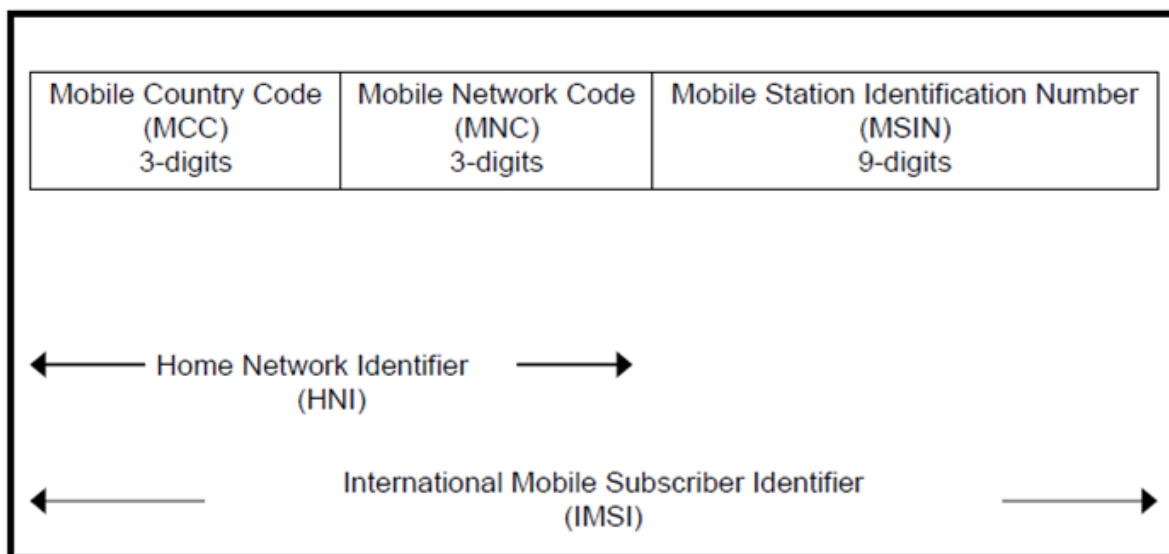 Mobile Country Code
(MCC)
3-digits
Mobile Network Code
(MNC)
3-digits
Mobile Station Identification Number
(MSIN)
9-digits
Home Network Identifier
(HNI)
International Mobile Subscriber Identifier
(IMSI)